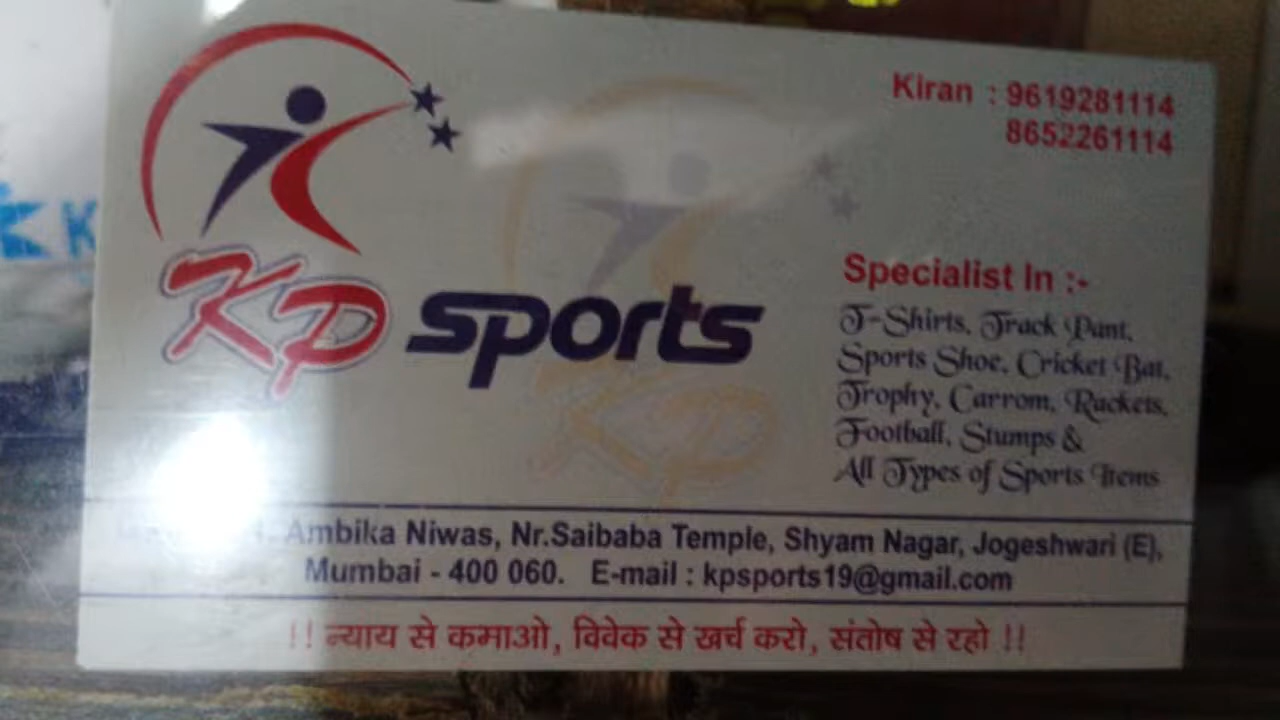 Kiran : 9619281114
8652261114
KP sports
Specialist In :-
T-Shirts, Track Pant,
Sports Shoe, Cricket Bat,
Trophy, Carrom, Rackets,
Football, Stumps &
All Types of Sports Items
Ambika Niwas, Nr.Saibaba Temple, Shyam Nagar, Jogeshwari (E),
Mumbai - 400 060. E-mail : kpsports19@gmail.com
!! न्याय से कमाओ, विवेक से खर्च करो, संतोष से रहो !!